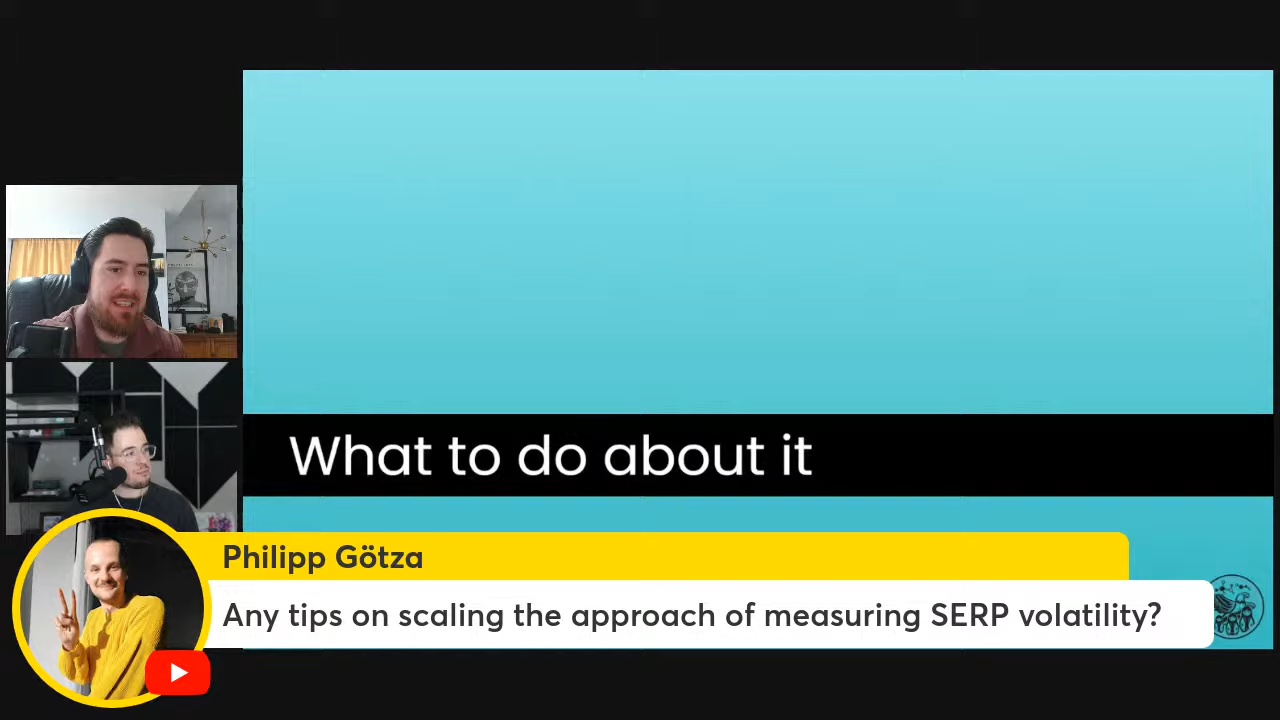 What to do about it
Philipp Götza
Any tips on scaling the approach of measuring SERP volatility?